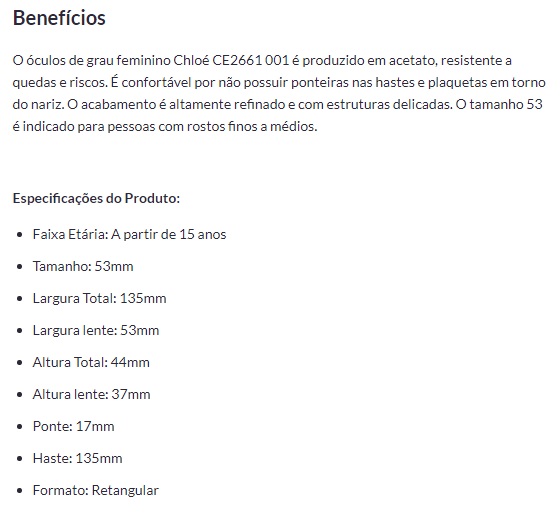 Benefícios
O óculos de grau feminino Chloé CE2661 001 é produzido em acetato, resistente a
quedas e riscos. É confortável por não possuir ponteiras nas hastes e plaquetas em torno
do nariz. O acabamento é altamente refinado e com estruturas delicadas. O tamanho 53
é indicado para pessoas com rostos finos a médios.
Especificações do Produto:
• Faixa Etária: A partir de 15 anos
• Tamanho: 53mm
• Largura Total: 135mm
• Largura lente: 53mm
• Altura Total: 44mm
• Altura lente: 37mm
• Ponte: 17mm
• Haste: 135mm
• Formato: Retangular